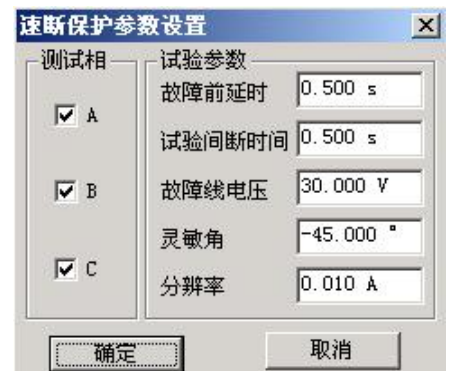 速断保护参数设置
测试相
A
B
C
试验参数
故障前延时 0.500 s
试验间断时间 0.500 s
故障线电压 30.000 V
灵敏角 -45.000 °
分辨率 0.010 A
确定 取消